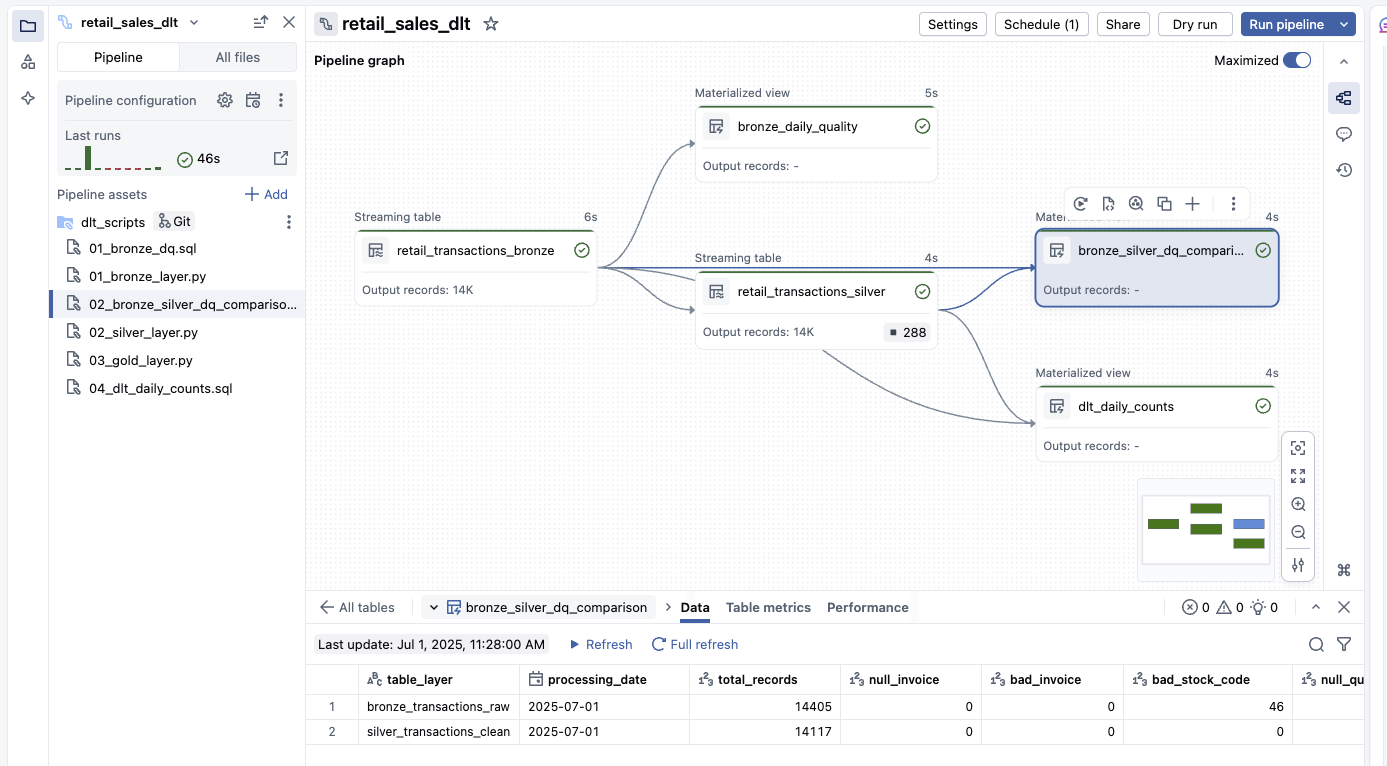 retail_sales_dlt
Pipeline
All files
Pipeline configuration
Last runs
46s
Pipeline assets
Add
dlt_scripts
Git
01_bronze_dq.sql
01_bronze_layer.py
02_bronze_silver_dq_compariso...
02_silver_layer.py
03_gold_layer.py
04_dlt_daily_counts.sql
retail_sales_dlt
Settings
Schedule (1)
Share
Dry run
Run pipeline
Pipeline graph
Maximized
Materialized view 5s
bronze_daily_quality
Output records: -
Streaming table 6s
retail_transactions_bronze
Output records: 14K
Streaming table 4s
retail_transactions_silver
Output records: 14K 288
4s
bronze_silver_dq_compari...
Output records: -
Materialized view 4s
dlt_daily_counts
Output records: -
All tables
bronze_silver_dq_comparison
Data
Table metrics
Performance
0 0 0
Last update: Jul 1, 2025, 11:28:00 AM
Refresh
Full refresh
table_layer processing_date total_records null_invoice bad_invoice bad_stock_code null_qu
1 bronze_transactions_raw 2025-07-01 14405 0 0 46
2 silver_transactions_clean 2025-07-01 14117 0 0 0